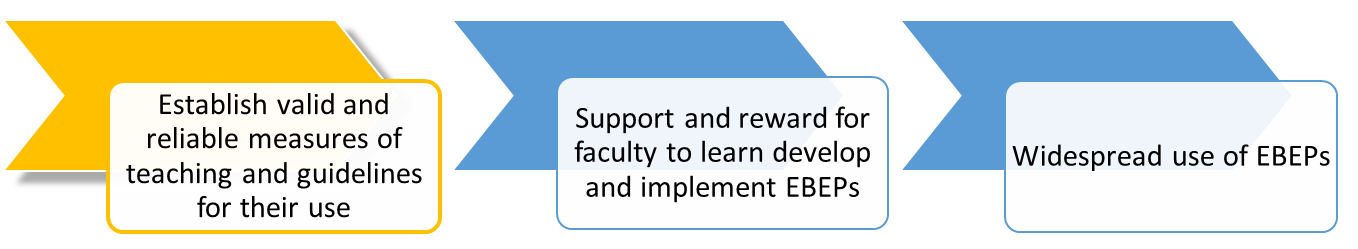 Establish valid and
reliable measures of
teaching and guidelines
for their use
Support and reward for
faculty to learn develop
and implement EBEPs
Widespread use of EBEPs